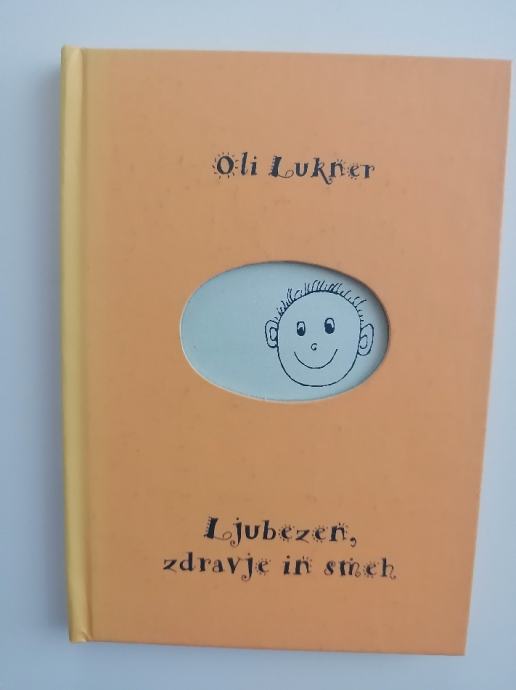 Oli Lukner
Ljubezen,
zdravje in smeh